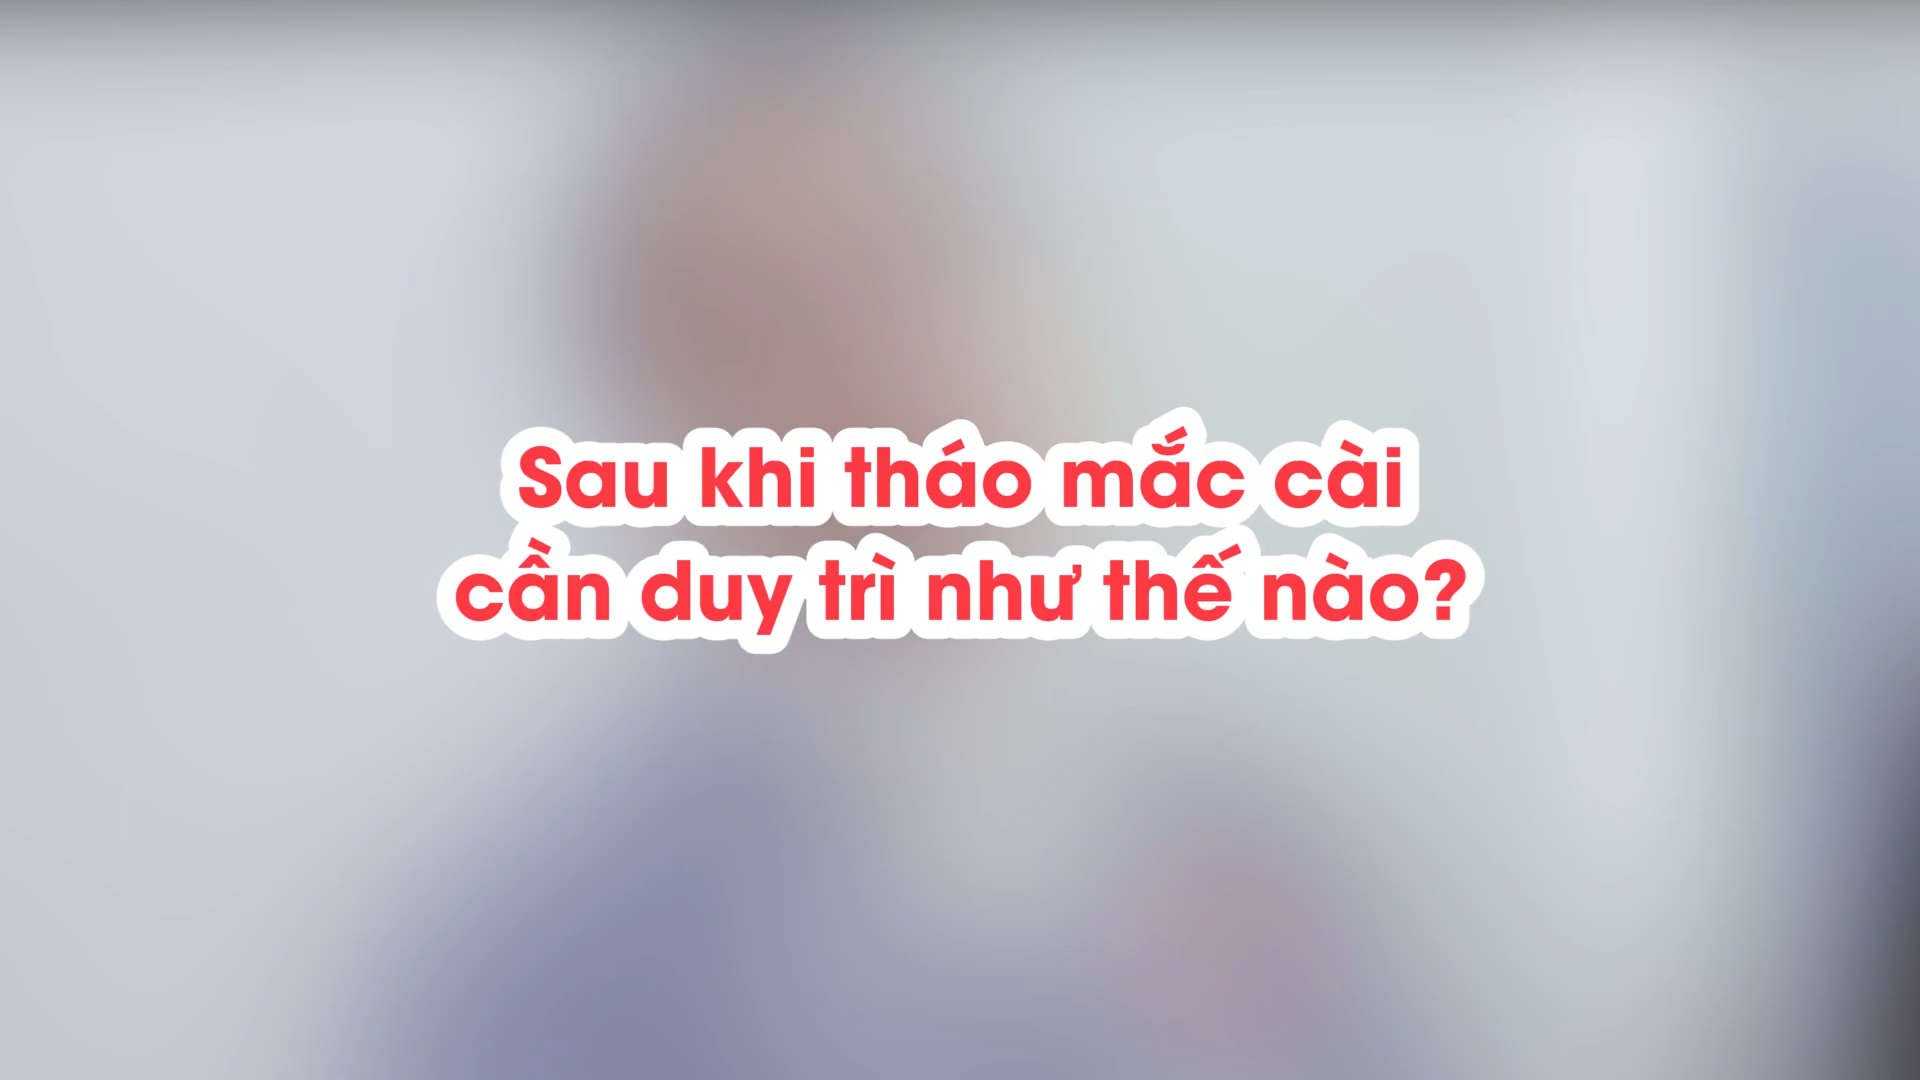 Sau khi tháo mắc cài
cần duy trì như thế nào?